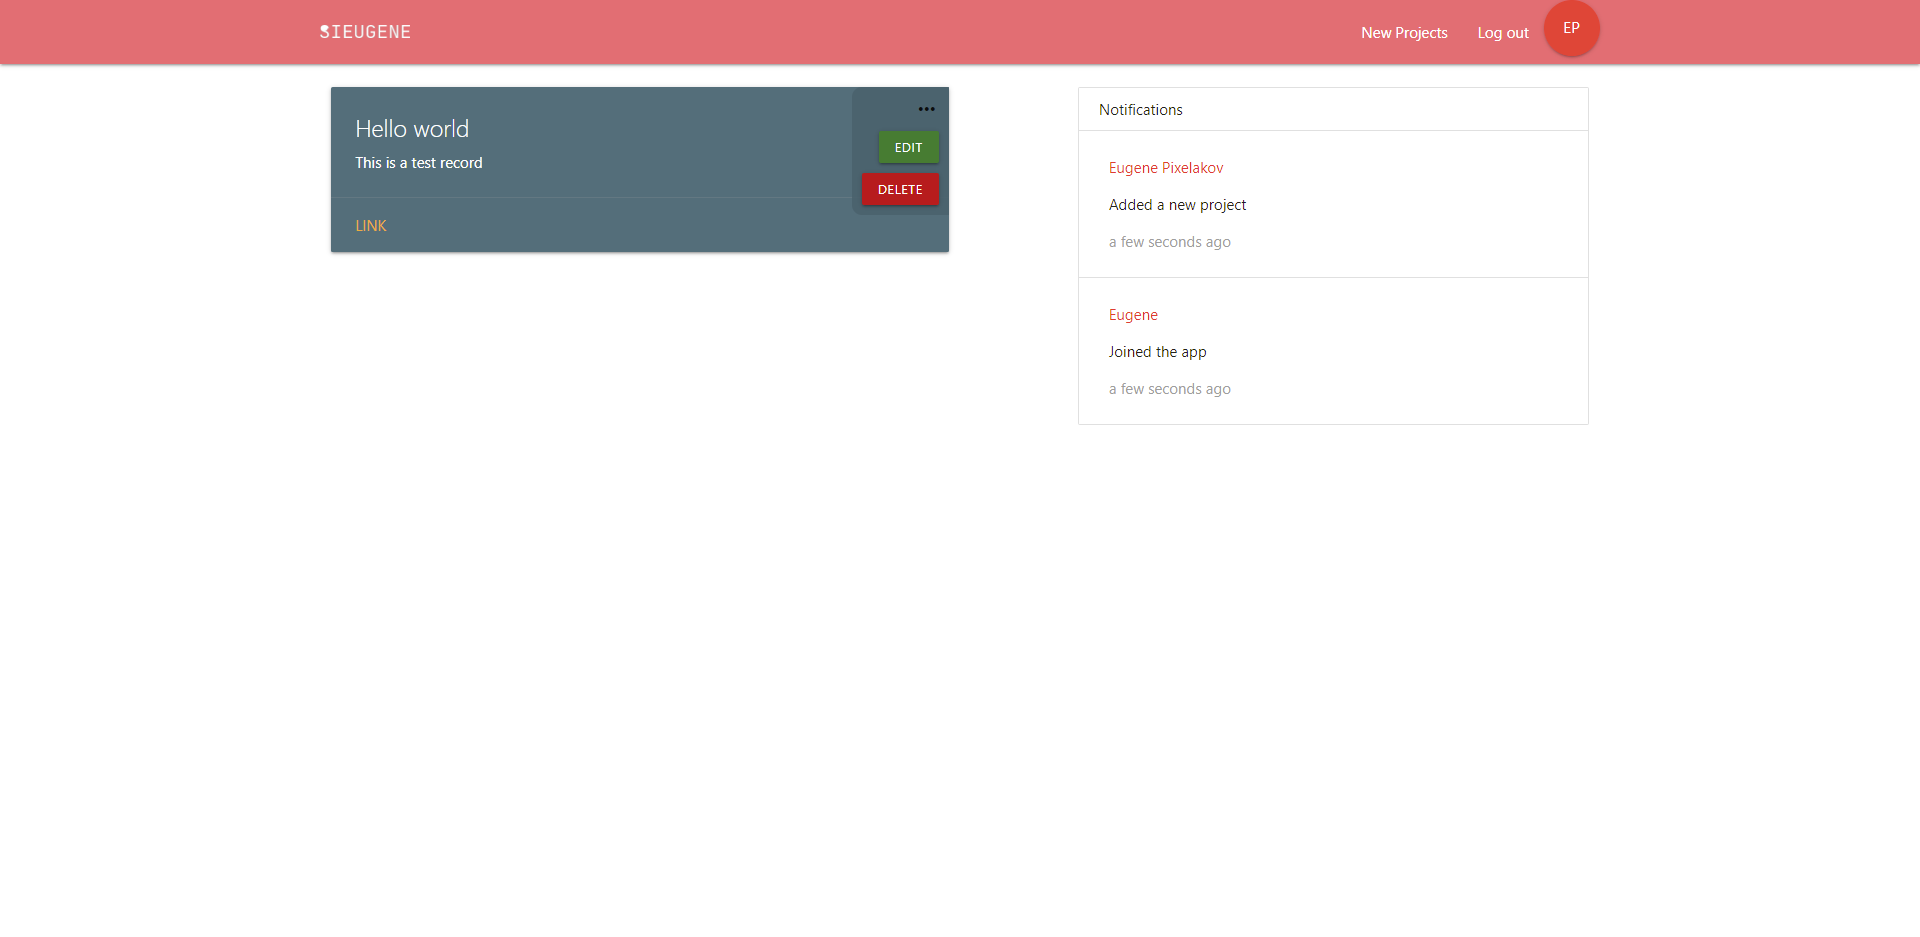 SIEUGENE
New Projects
Log out
EP
Hello world
This is a test record
EDIT
DELETE
LINK
Notifications
Eugene Pixelakov
Added a new project
a few seconds ago
Eugene
Joined the app
a few seconds ago